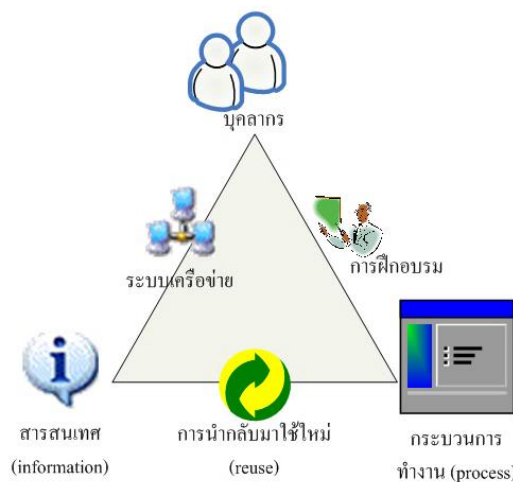 บุคลากร
ระบบเครือข่าย
การฝึกอบรม
สารสนเทศ
(information)
การนำกลับมาใช้ใหม่
(reuse)
กระบวนการ
ทำงาน (process)